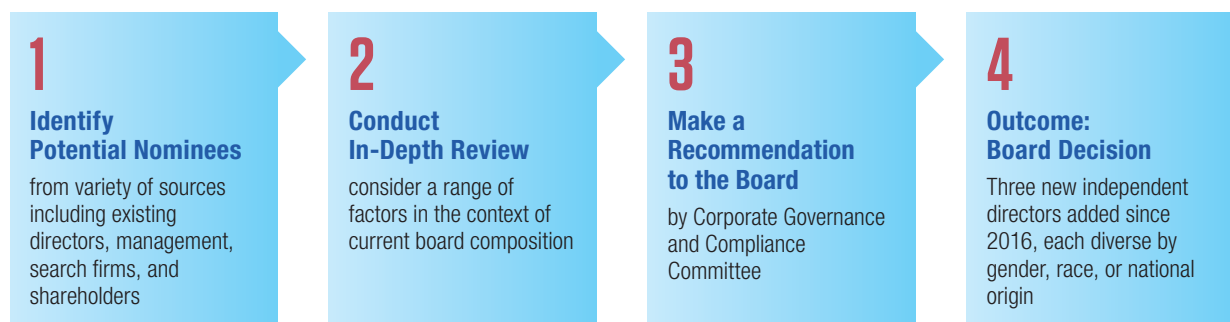 1
Identify
Potential Nominees
from variety of sources
including existing
directors, management,
search firms, and
shareholders
2
Conduct
In-Depth Review
consider a range of
factors in the context of
current board composition
3
Make a
Recommendation
to the Board
by Corporate Governance
and Compliance
Committee
4
Outcome:
Board Decision
Three new independent
directors added since
2016, each diverse by
gender, race, or national
origin